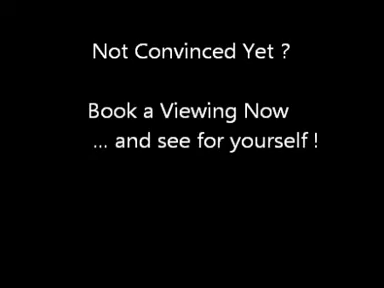 Not Convinced Yet ?
Book a Viewing Now
... and see for yourself !